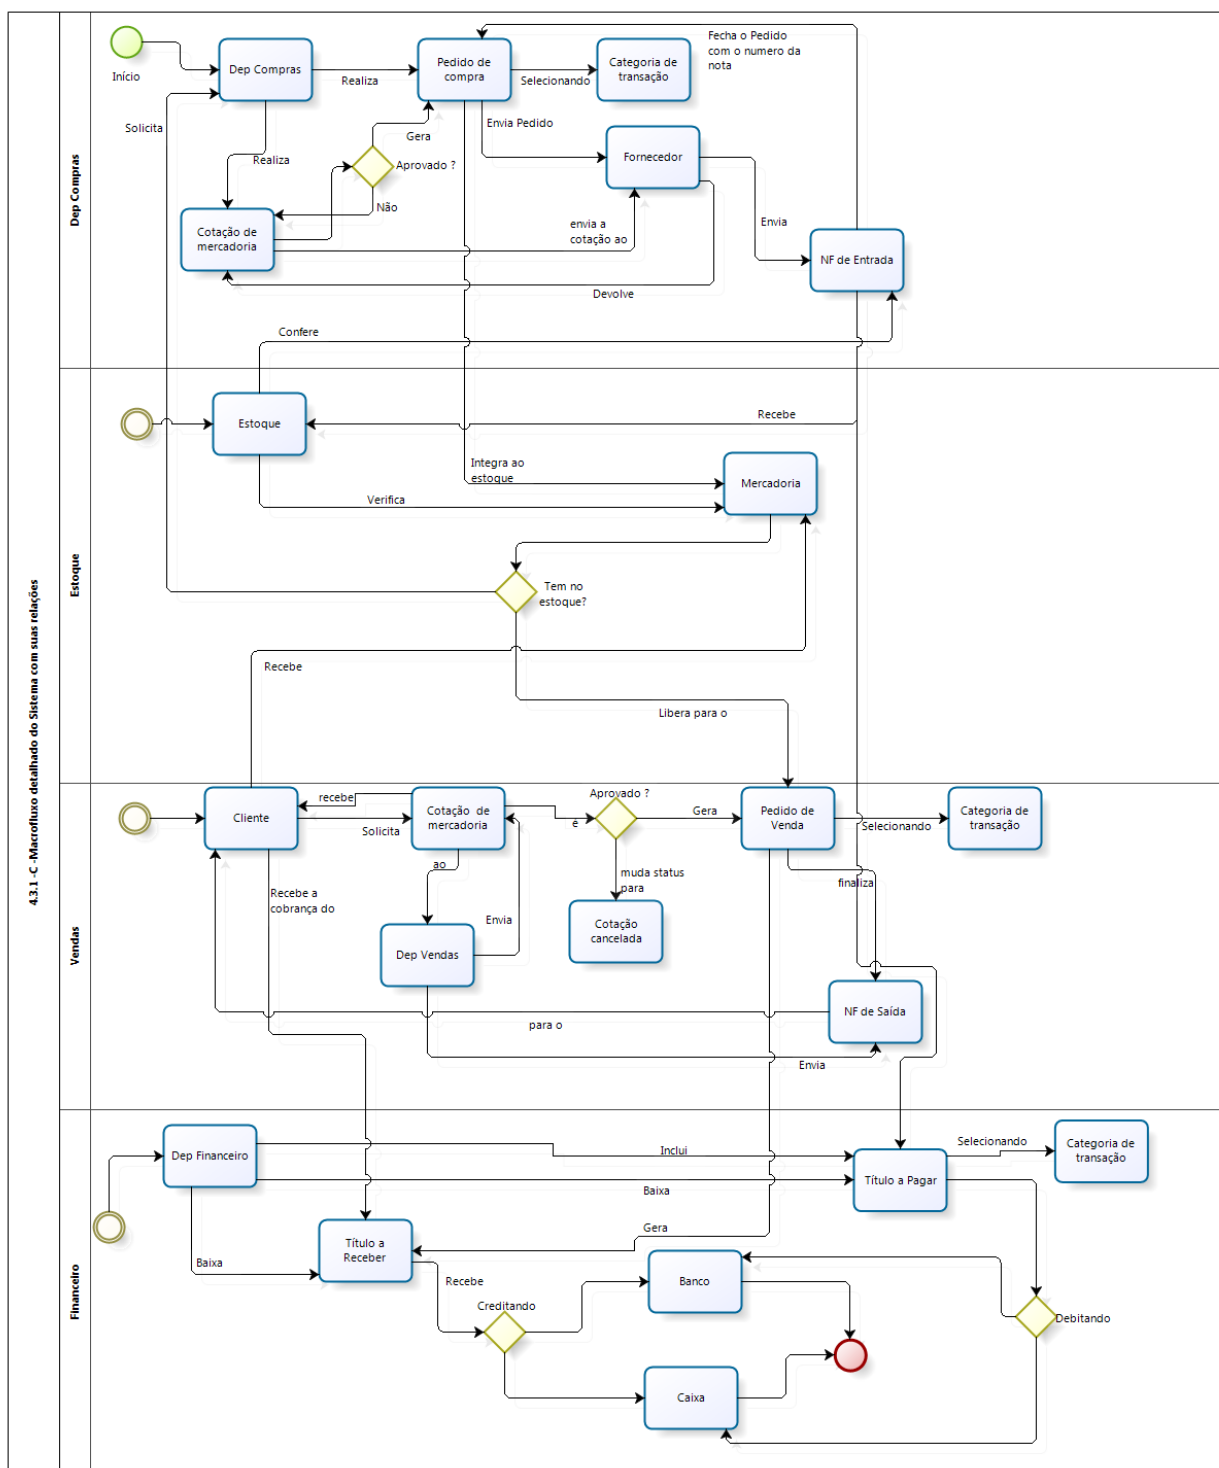 4.3.1 -C -Macrofluxo detalhado do Sistema com suas relações
Dep Compras
Início
Dep Compras
Realiza
Pedido de
compra
Selecionando
Categoria de
transação
Fecha o Pedido
com o numero da
nota
Solicita
Realiza
Gera
Aprovado ?
Não
Envia Pedido
Fornecedor
Cotação de
mercadoria
envia a
cotação ao
Envia
NF de Entrada
Devolve
Confere
Estoque
Estoque
Recebe
Integra ao
estoque
Mercadoria
Verifica
Tem no
estoque?
Recebe
Libera para o
Vendas
Cliente
recebe
Solicita
Cotação de
mercadoria
é
Aprovado ?
Gera
Pedido de
Venda
Selecionando
Categoria de
transação
ao
muda status
para
finaliza
Recebe a
cobrança do
Envia
Cotação
cancelada
Dep Vendas
NF de Saída
para o
Envia
Financeiro
Dep Financeiro
Inclui
Selecionando
Categoria de
transação
Título a Pagar
Baixa
Gera
Título a
Receber
Baixa
Recebe
Banco
Creditando
Debitando
Caixa